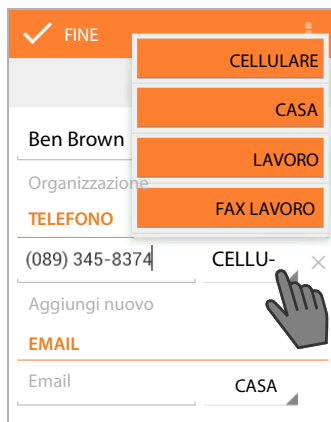 FINE
CELLULARE
CASA
LAVORO
FAX LAVORO
Ben Brown
Organizzazione
TELEFONO
(089) 345-8374 CELLU-
Aggiungi nuovo
EMAIL
Email CASA